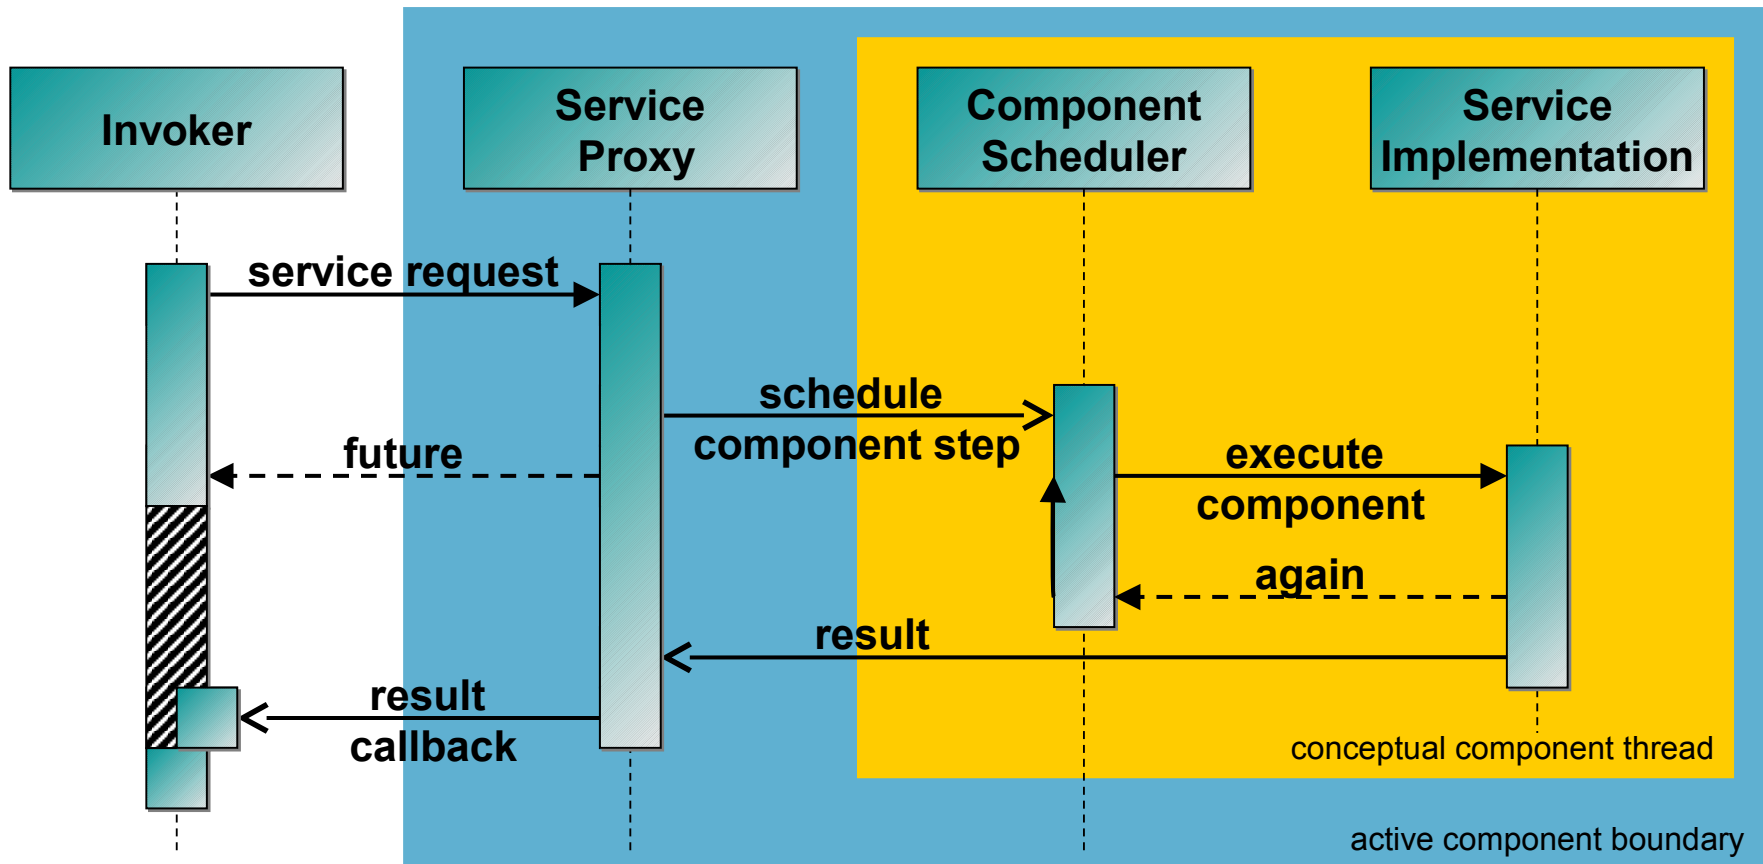 Invoker
Service
Proxy
Component
Scheduler
Service
Implementation
service request
schedule
component step
future
execute
component
again
result
result
callback
conceptual component thread
active component boundary